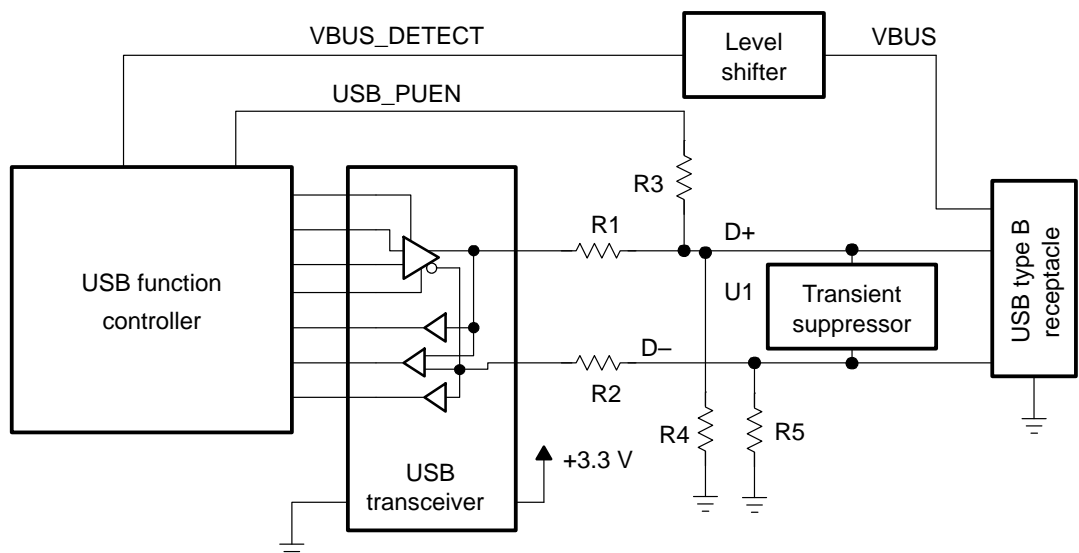 VBUS_DETECT
Level
shifter
VBUS
USB_PUEN
R3
R1
D+
USB function
controller
U1
Transient
suppressor
USB type B
receptacle
D–
R2
R4
R5
USB
transceiver
+3.3 V